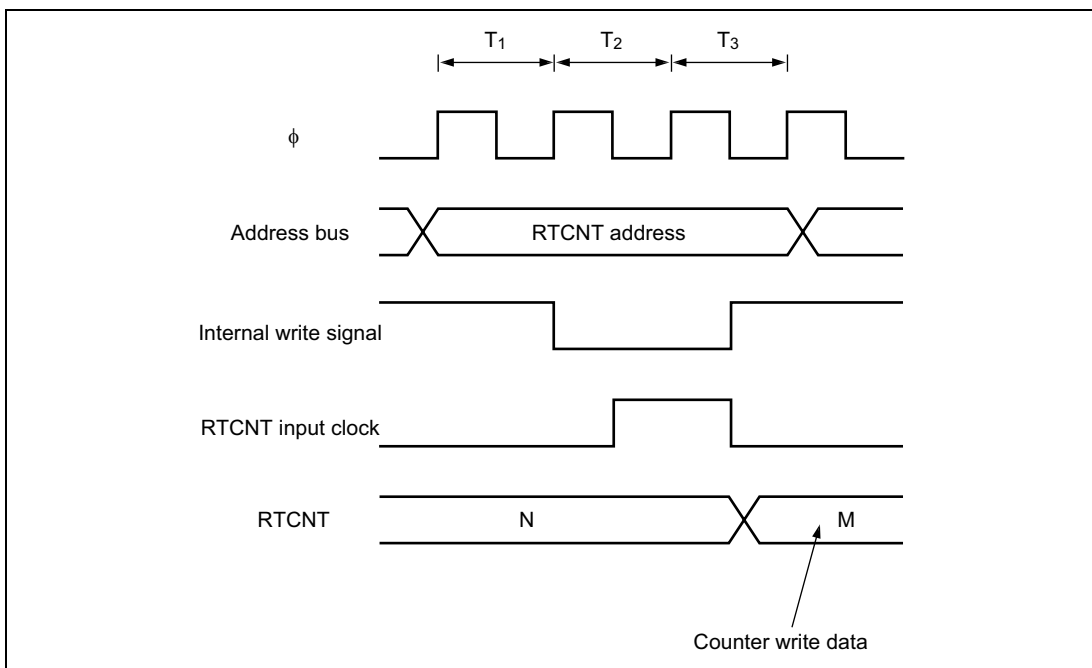 T1 T2 T3
ϕ
Address bus
RTCNT address
Internal write signal
RTCNT input clock
RTCNT
N
M
Counter write data